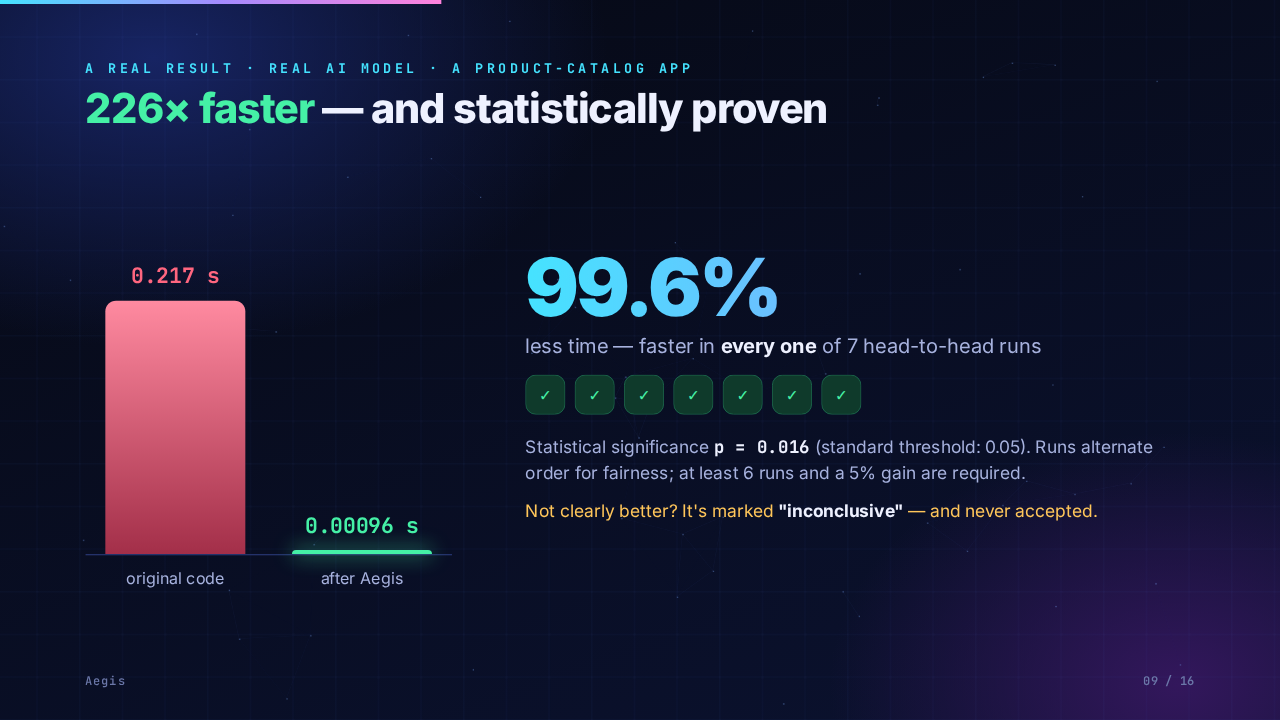 A REAL RESULT · REAL AI MODEL · A PRODUCT-CATALOG APP
226× faster — and statistically proven
0.217 s
0.00096 s
original code
after Aegis
99.6%
less time — faster in every one of 7 head-to-head runs
✓ ✓ ✓ ✓ ✓ ✓ ✓
Statistical significance p = 0.016 (standard threshold: 0.05). Runs alternate
order for fairness; at least 6 runs and a 5% gain are required.
Not clearly better? It's marked "inconclusive" — and never accepted.
Aegis
09 / 16